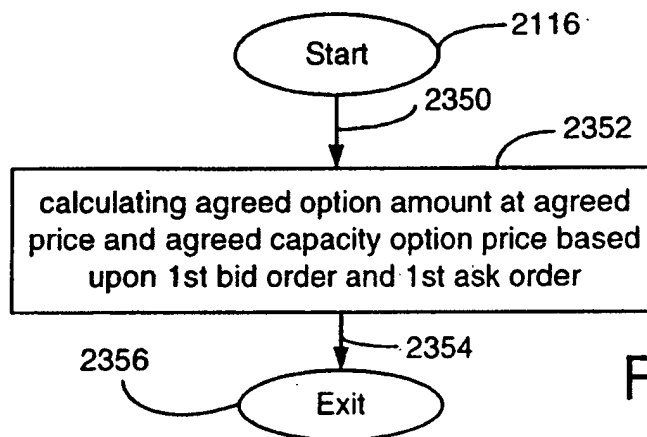 2116
Start
2350
2352
calculating agreed option amount at agreed
price and agreed capacity option price based
upon 1st bid order and 1st ask order
2354
2356
Exit
F